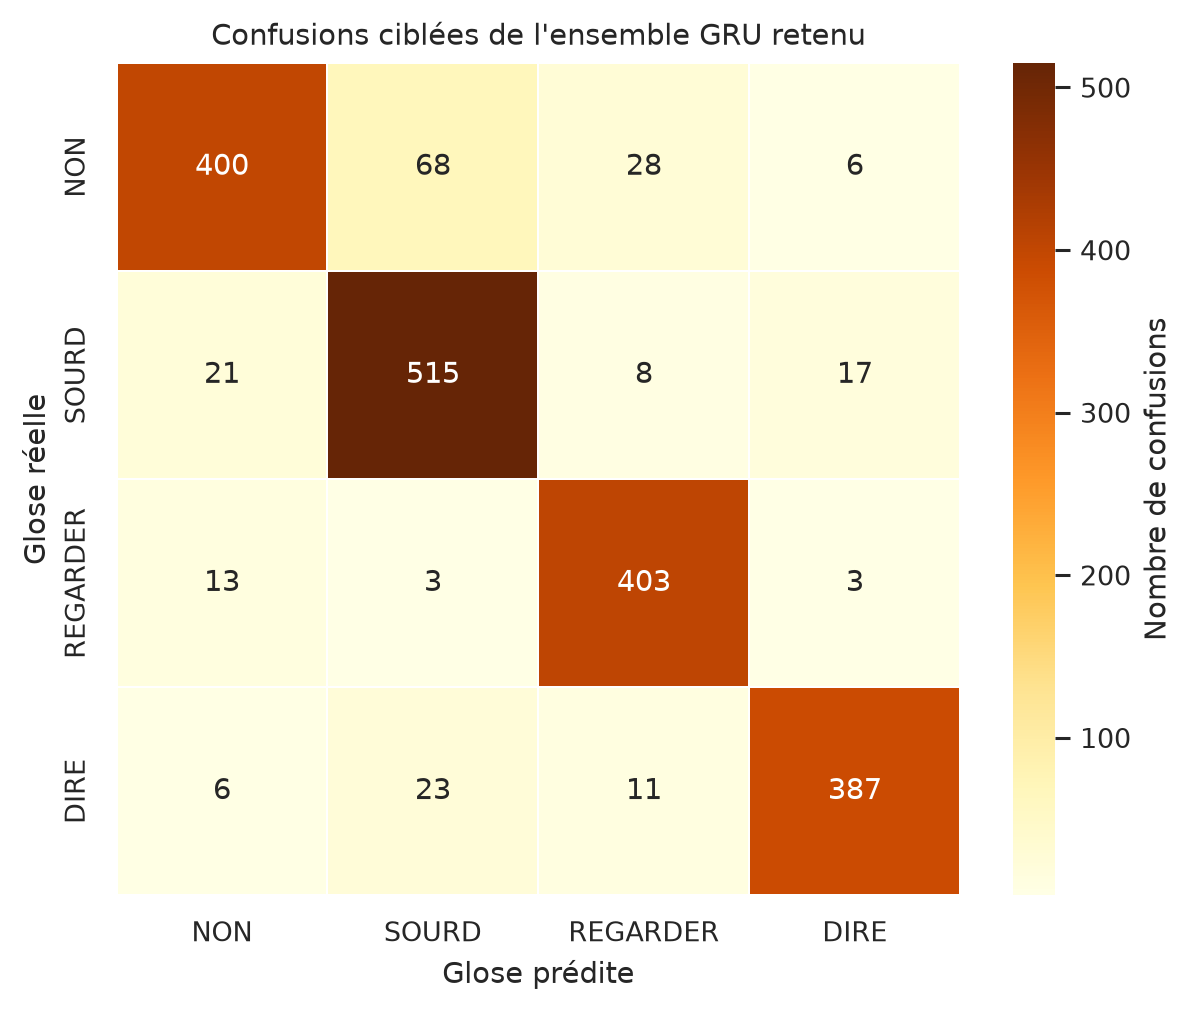 Confusions ciblées de l'ensemble GRU retenu
NON
400 68 28 6
SOURD
21 515 8 17
REGARDER
13 3 403 3
DIRE
6 23 11 387
Glose réelle
NON SOURD REGARDER DIRE
Glose prédite
500
400
300
200
100
Nombre de confusions